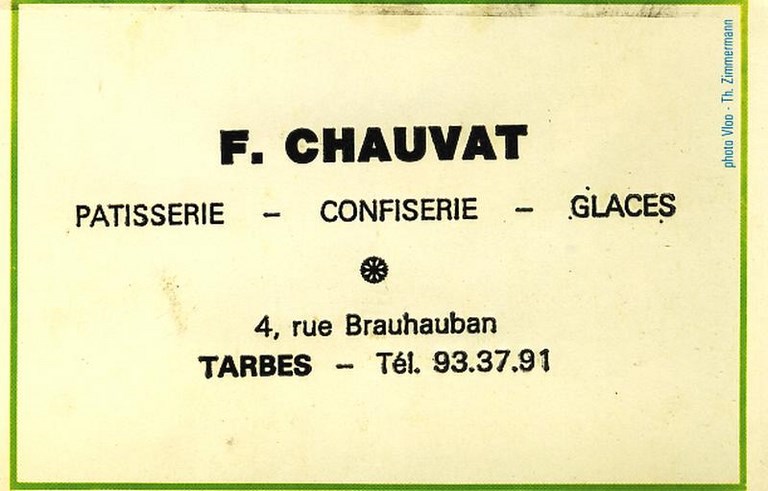 F. CHAUVAT
PATISSERIE – CONFISERIE – GLACES
4, rue Brauhauban
TARBES – Tél. 93.37.91
photo Vloo - Th. Zimmermann